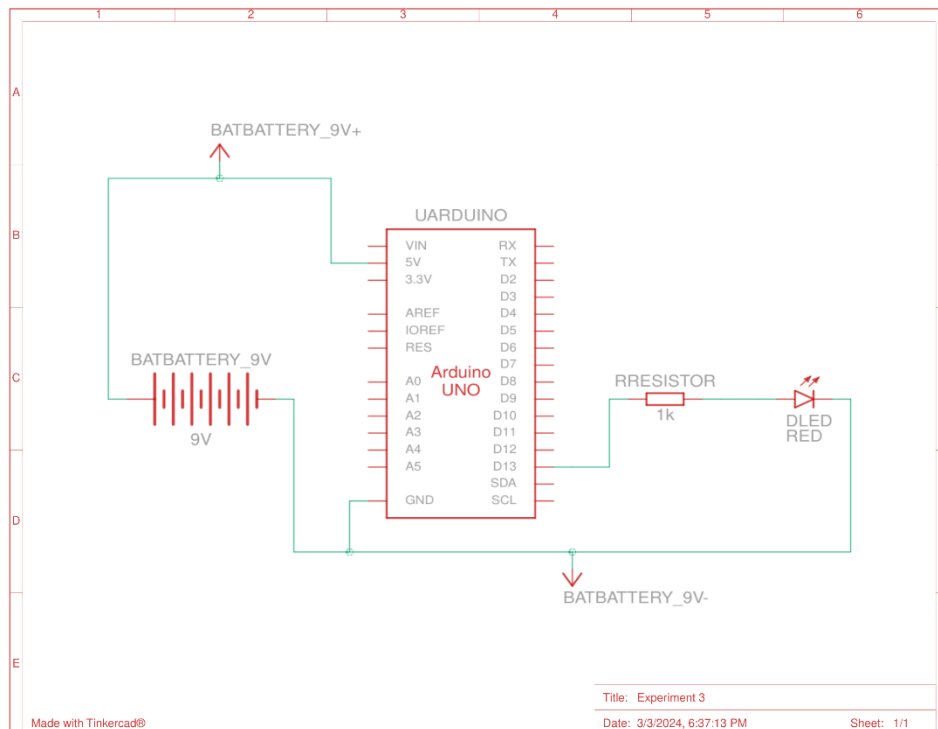 1 2 3 4 5 6
A
BATBATTERY_9V+
B
UARDUINO
VIN RX
5V TX
3.3V D2
D3
AREF D4
IOREF D5
RES D6
D7
Arduino
UNO
A0 D8
A1 D9
A2 D10
A3 D11
A4 D12
A5 D13
SDA
GND SCL
C
BATBATTERY_9V
9V
RRESISTOR
1k
DLED
RED
D
BATBATTERY_9V-
E
Title: Experiment 3
Made with Tinkercad®
Date: 3/3/2024, 6:37:13 PM
Sheet: 1/1